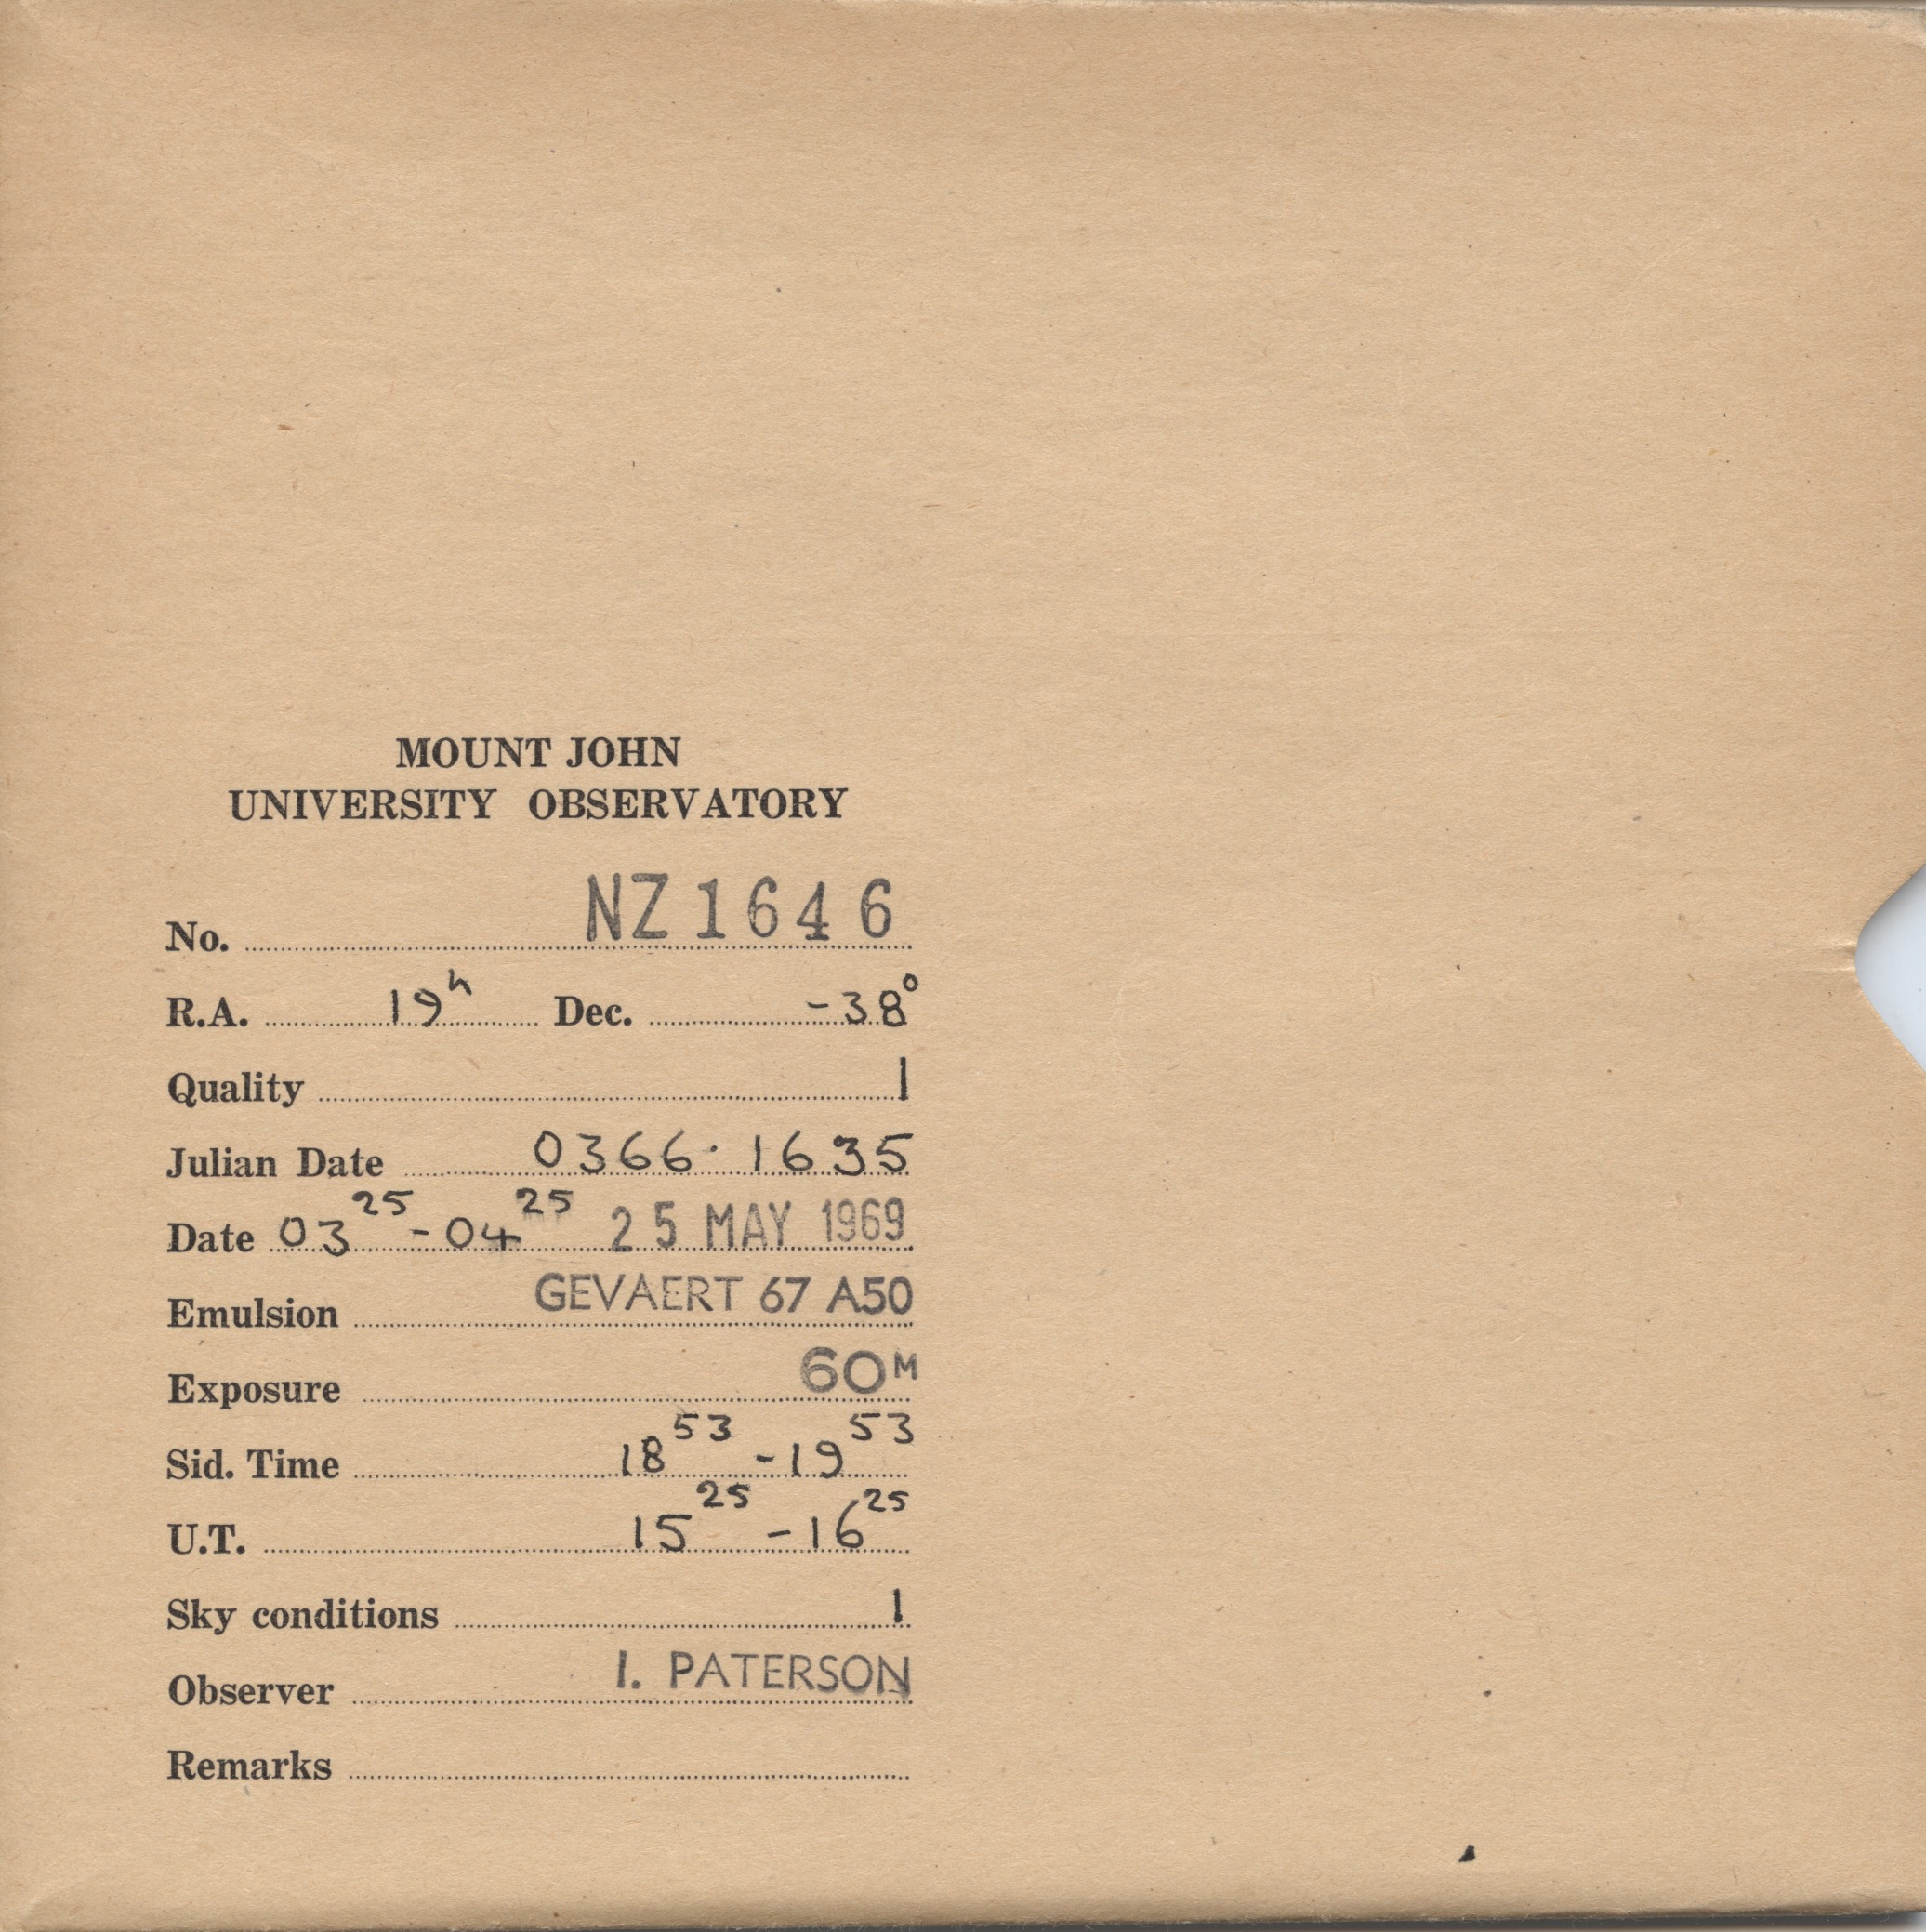 MOUNT JOHN
UNIVERSITY OBSERVATORY
No. NZ 1646
R.A. 19ʰ Dec. -38°
Quality 1
Julian Date 0366·1635
Date 03²⁵ - 04²⁵ 25 MAY 1969
Emulsion GEVAERT 67 A50
Exposure 60ᴹ
Sid. Time 18⁵³ - 19⁵³
U.T. 15²⁵ - 16²⁵
Sky conditions 1
Observer I. PATERSON
Remarks